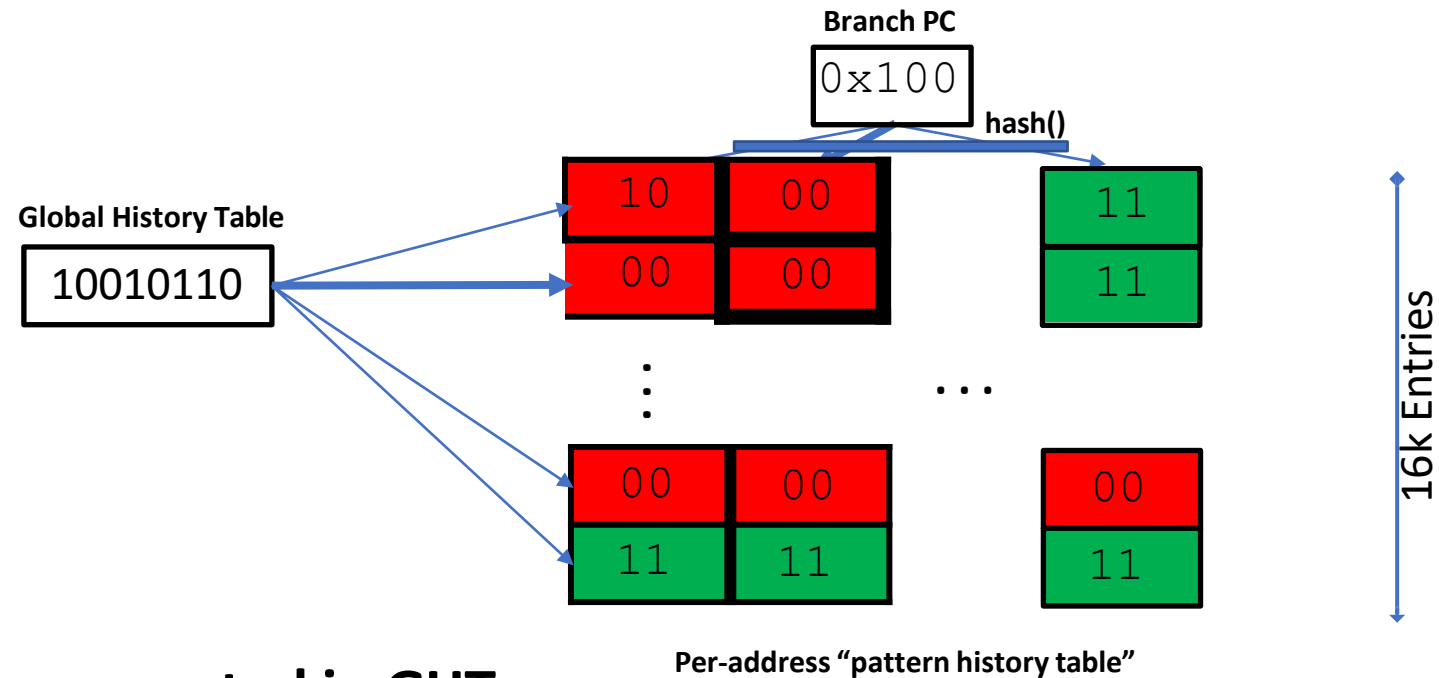 Branch PC
0x100
hash()
Global History Table
10010110
10 00 11
00 00 11
...
...
00 00 00
11 11 11
16k Entries
Per-address “pattern history table”